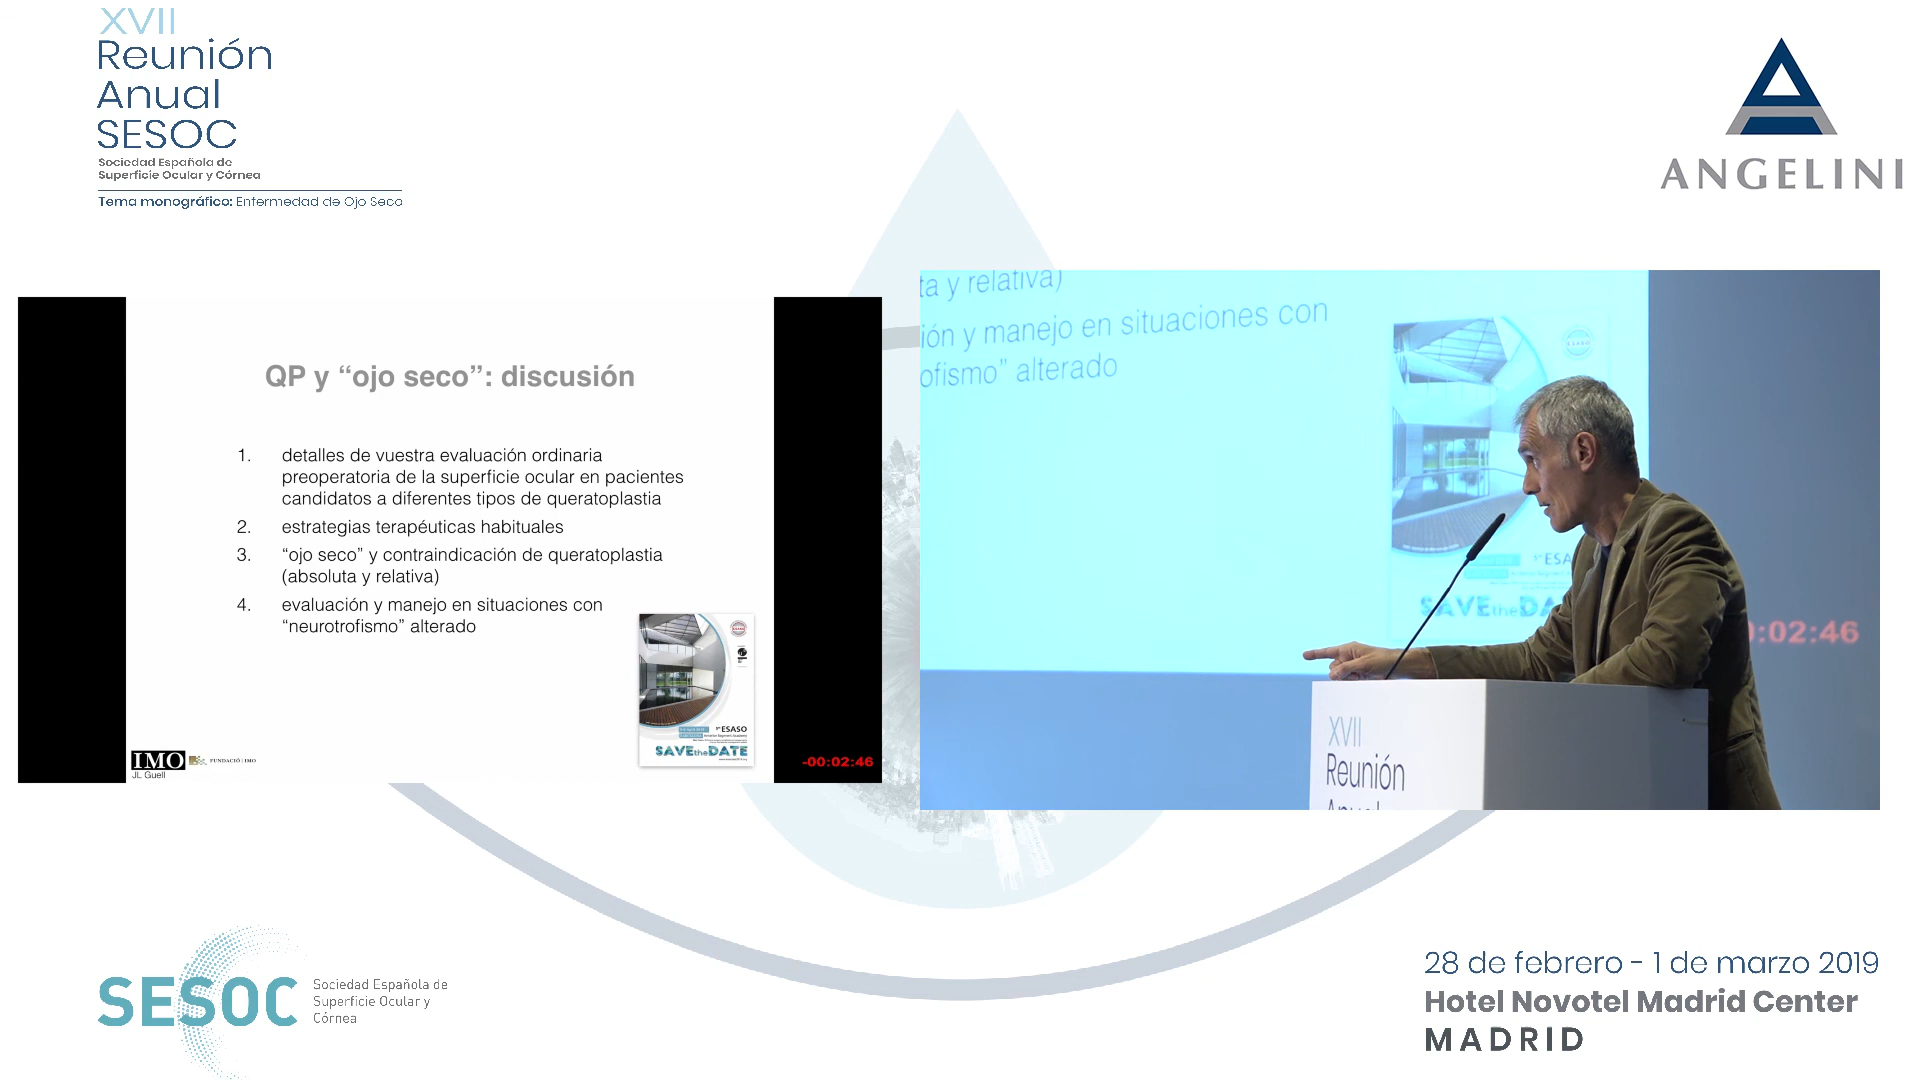 XVII
Reunión
Anual
SESOC
Sociedad Española de
Superficie Ocular y Córnea
Tema monográfico: Enfermedad de Ojo Seco
ANGELINI
QP y “ojo seco”: discusión
1. detalles de vuestra evaluación ordinaria
preoperatoria de la superficie ocular en pacientes
candidatos a diferentes tipos de queratoplastia
2. estrategias terapéuticas habituales
3. “ojo seco” y contraindicación de queratoplastia
(absoluta y relativa)
4. evaluación y manejo en situaciones con
“neurotrofismo” alterado
ESASO
SAVEtheDATE
IMO
FUNDACIÓ IMO
JL Guell
-00:02:46
ta y relativa)
ión y manejo en situaciones con
ofismo” alterado
ESA
SAVEtheDA
0:02:46
XVII
Reunión
Anual
SESOC
Sociedad Española de
Superficie Ocular y
Córnea
28 de febrero - 1 de marzo 2019
Hotel Novotel Madrid Center
MADRID